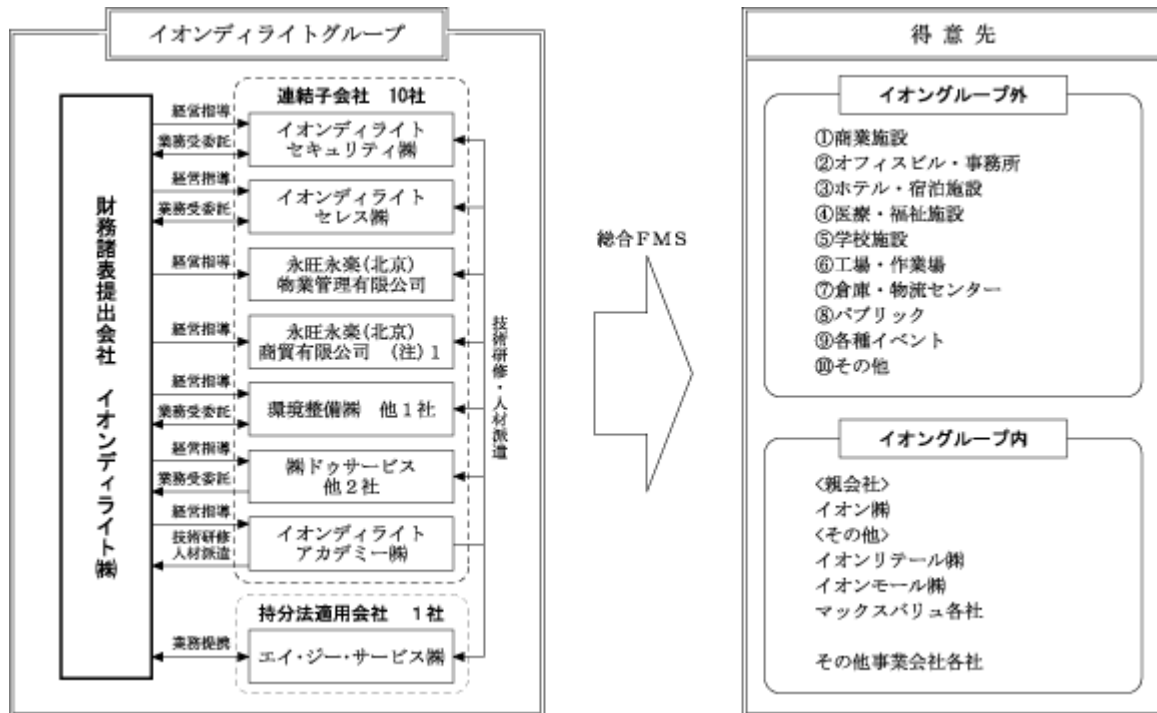 イオンディライトグループ
財務諸表提出会社 イオンディライト㈱
連結子会社 10社
経営指導
業務受委託
イオンディライト
セキュリティ㈱
経営指導
業務受委託
イオンディライト
セレス㈱
経営指導
永旺永楽(北京)
物業管理有限公司
経営指導
永旺永楽(北京)
商貿有限公司 (注)1
経営指導
業務受委託
環境整備㈱ 他1社
経営指導
業務受委託
㈱ドゥサービス
他2社
経営指導
技術研修
人材派遣
イオンディライト
アカデミー㈱
技術研修・人材派遣
持分法適用会社 1社
業務提携
エイ・ジー・サービス㈱
総合FMS
得意先
イオングループ外
①商業施設
②オフィスビル・事務所
③ホテル・宿泊施設
④医療・福祉施設
⑤学校施設
⑥工場・作業場
⑦倉庫・物流センター
⑧パブリック
⑨各種イベント
⑩その他
イオングループ内
<親会社>
イオン㈱
<その他>
イオンリテール㈱
イオンモール㈱
マックスバリュ各社
その他事業会社各社